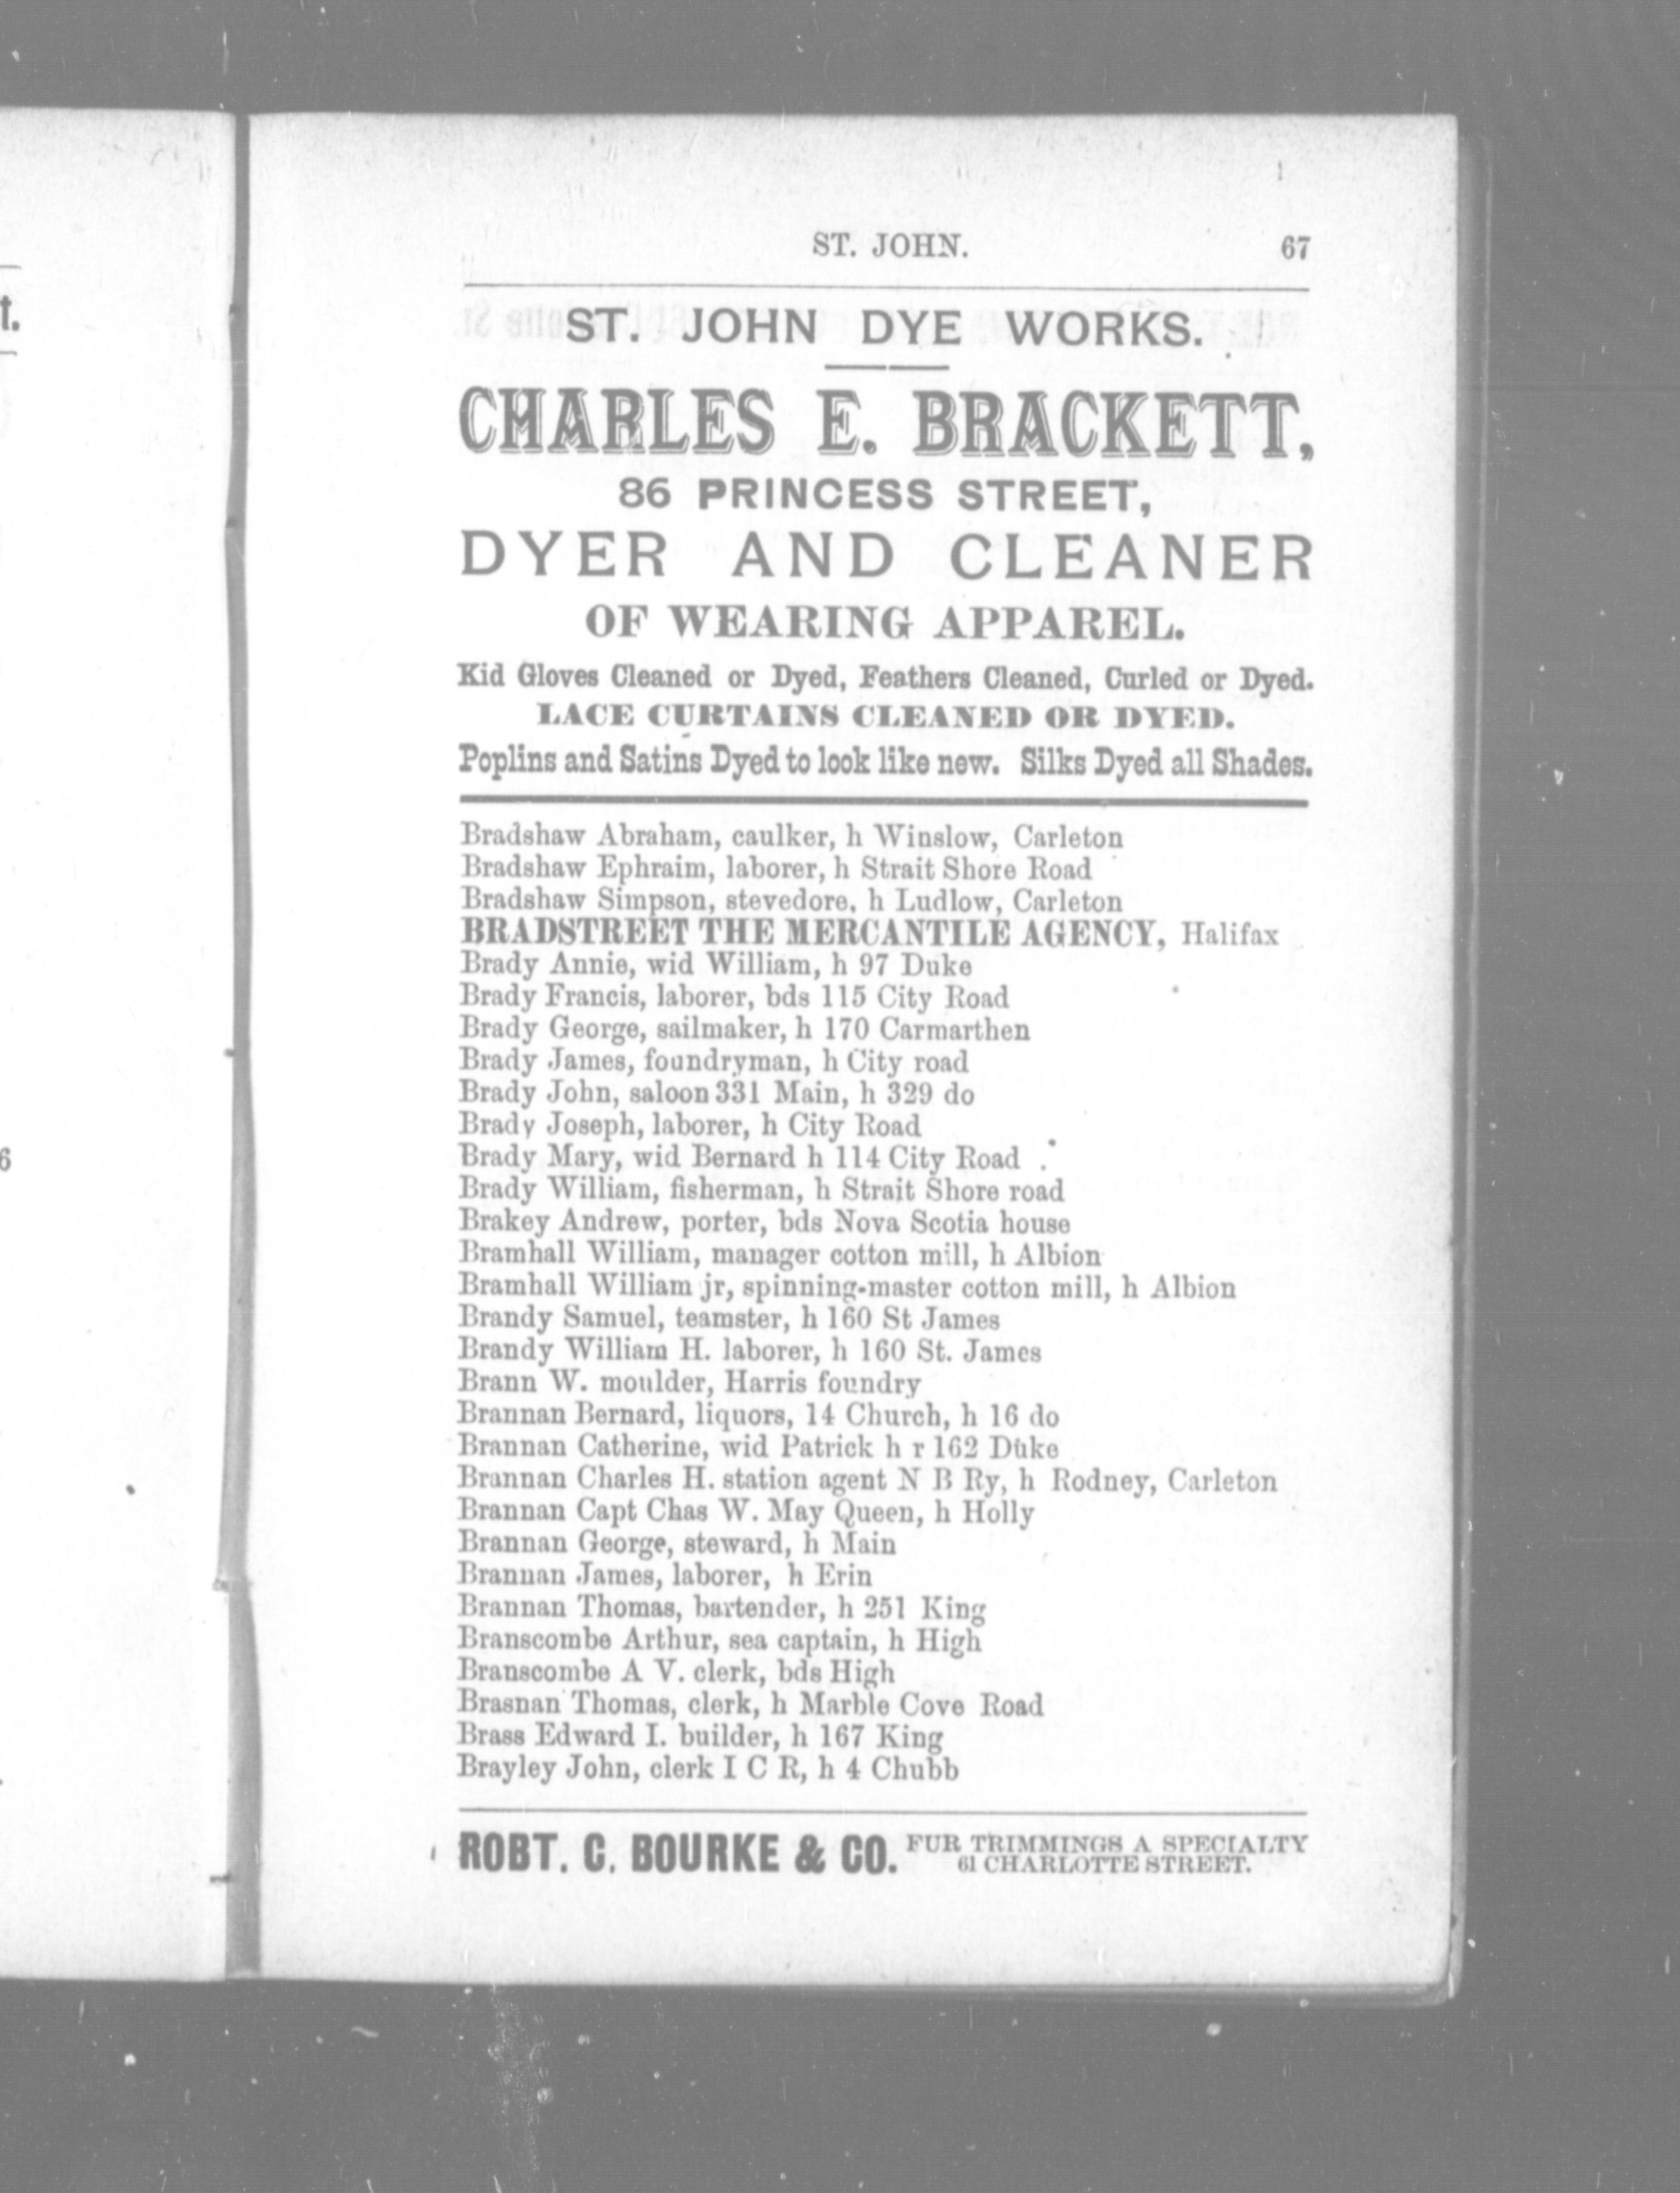 t.
6
ST. JOHN. 67
ST. JOHN DYE WORKS.
CHARLES E. BRACKETT,
86 PRINCESS STREET,
DYER AND CLEANER
OF WEARING APPAREL.
Kid Gloves Cleaned or Dyed, Feathers Cleaned, Curled or Dyed.
LACE CURTAINS CLEANED OR DYED.
Poplins and Satins Dyed to look like new. Silks Dyed all Shades.
Bradshaw Abraham, caulker, h Winslow, Carleton
Bradshaw Ephraim, laborer, h Strait Shore Road
Bradshaw Simpson, stevedore, h Ludlow, Carleton
BRADSTREET THE MERCANTILE AGENCY, Halifax
Brady Annie, wid William, h 97 Duke
Brady Francis, laborer, bds 115 City Road
Brady George, sailmaker, h 170 Carmarthen
Brady James, foundryman, h City road
Brady John, saloon 331 Main, h 329 do
Brady Joseph, laborer, h City Road
Brady Mary, wid Bernard h 114 City Road
Brady William, fisherman, h Strait Shore road
Brakey Andrew, porter, bds Nova Scotia house
Bramhall William, manager cotton mill, h Albion
Bramhall William jr, spinning-master cotton mill, h Albion
Brandy Samuel, teamster, h 160 St James
Brandy William H. laborer, h 160 St. James
Brann W. moulder, Harris foundry
Brannan Bernard, liquors, 14 Church, h 16 do
Brannan Catherine, wid Patrick h r 162 Duke
Brannan Charles H. station agent N B Ry, h Rodney, Carleton
Brannan Capt Chas W. May Queen, h Holly
Brannan George, steward, h Main
Brannan James, laborer, h Erin
Brannan Thomas, bartender, h 251 King
Branscombe Arthur, sea captain, h High
Branscombe A V. clerk, bds High
Brasnan Thomas, clerk, h Marble Cove Road
Brass Edward I. builder, h 167 King
Brayley John, clerk I C R, h 4 Chubb
ROBT. C. BOURKE & CO. FUR TRIMMINGS A SPECIALTY
61 CHARLOTTE STREET.